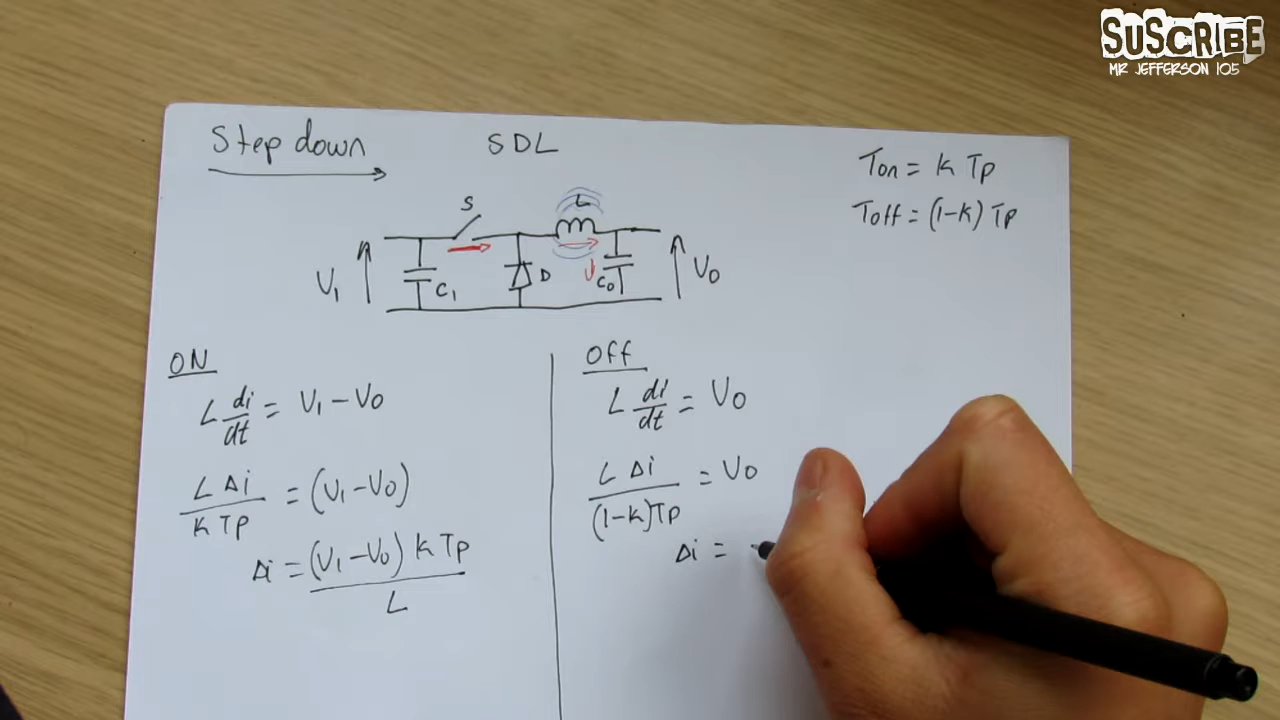 SUSCRIBE
MR JEFFERSON 105
Step down SDL
Ton = K Tp
Toff = (1-K) Tp
S L
V1 C1 D C0 V0
ON
L di/dt = V1 - V0
L Δi / K Tp = (V1 - V0)
Δi = (V1 - V0) K Tp / L
Off
L di/dt = V0
L Δi / (1-K)Tp = V0
Δi =